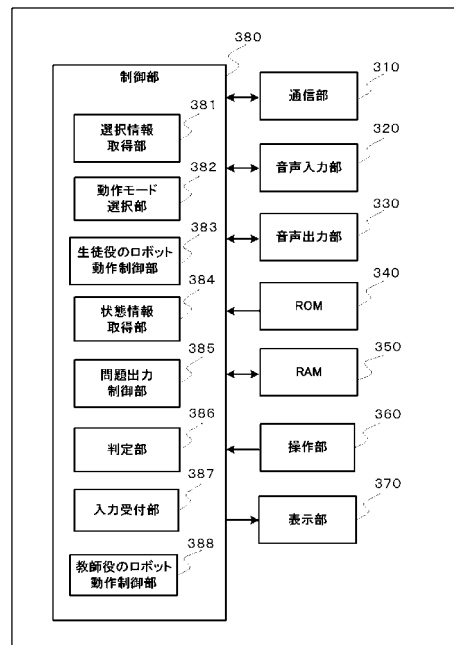 380
制御部
310
通信部
381
選択情報
取得部
320
音声入力部
382
動作モード
選択部
330
音声出力部
383
生徒役のロボット
動作制御部
340
ROM
384
状態情報
取得部
350
RAM
385
問題出力
制御部
360
操作部
386
判定部
370
表示部
387
入力受付部
388
教師役のロボット
動作制御部